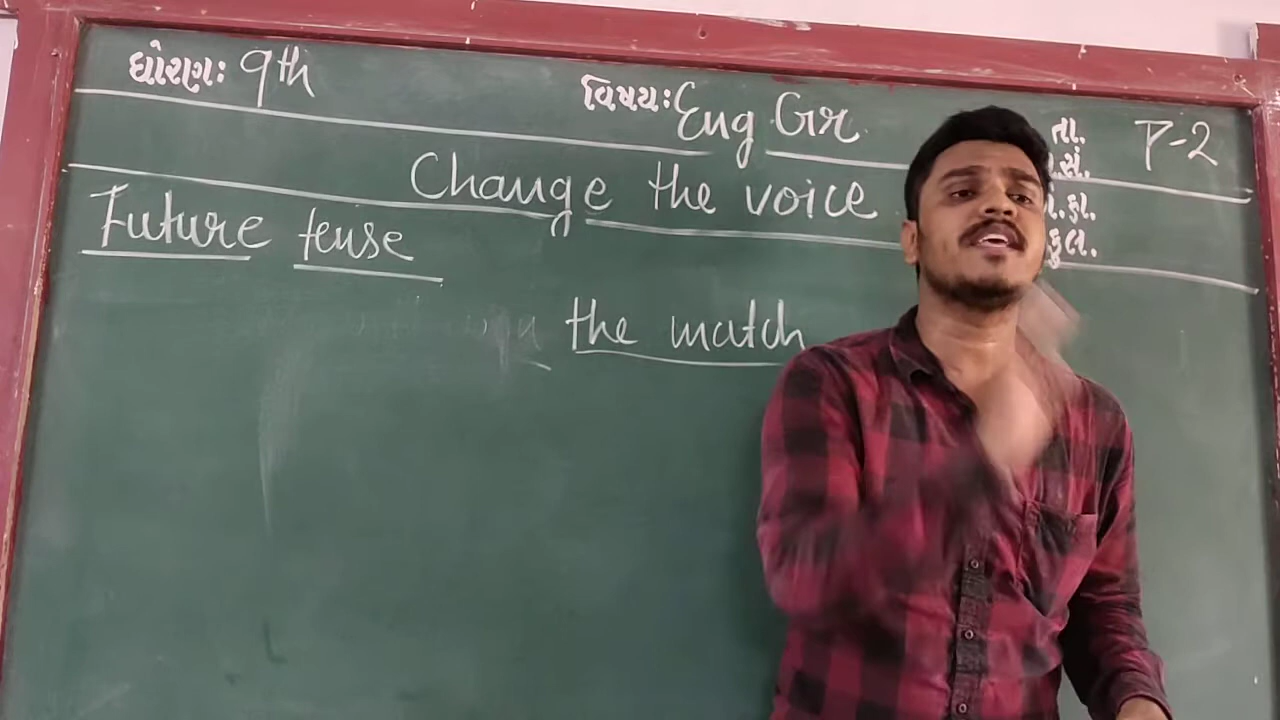 ધોરણઃ 9th વિષયઃ Eng Gr. તા. P-2
સં.
Change the voice
કા.
Future tense
કુલ.
the match